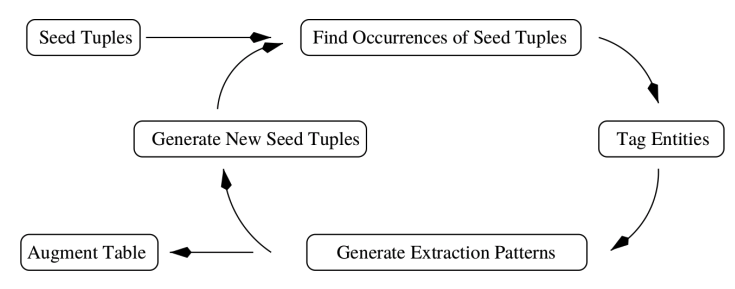 Seed Tuples
Find Occurrences of Seed Tuples
Generate New Seed Tuples
Tag Entities
Augment Table
Generate Extraction Patterns